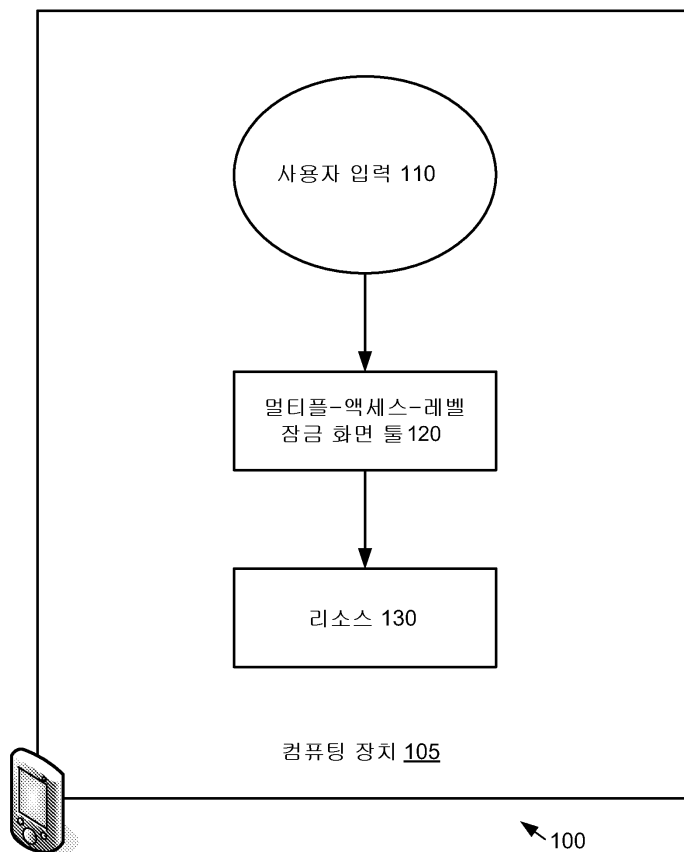 사용자 입력 110
멀티플-액세스-레벨
잠금 화면 툴120
리소스 130
컴퓨팅 장치 105
100